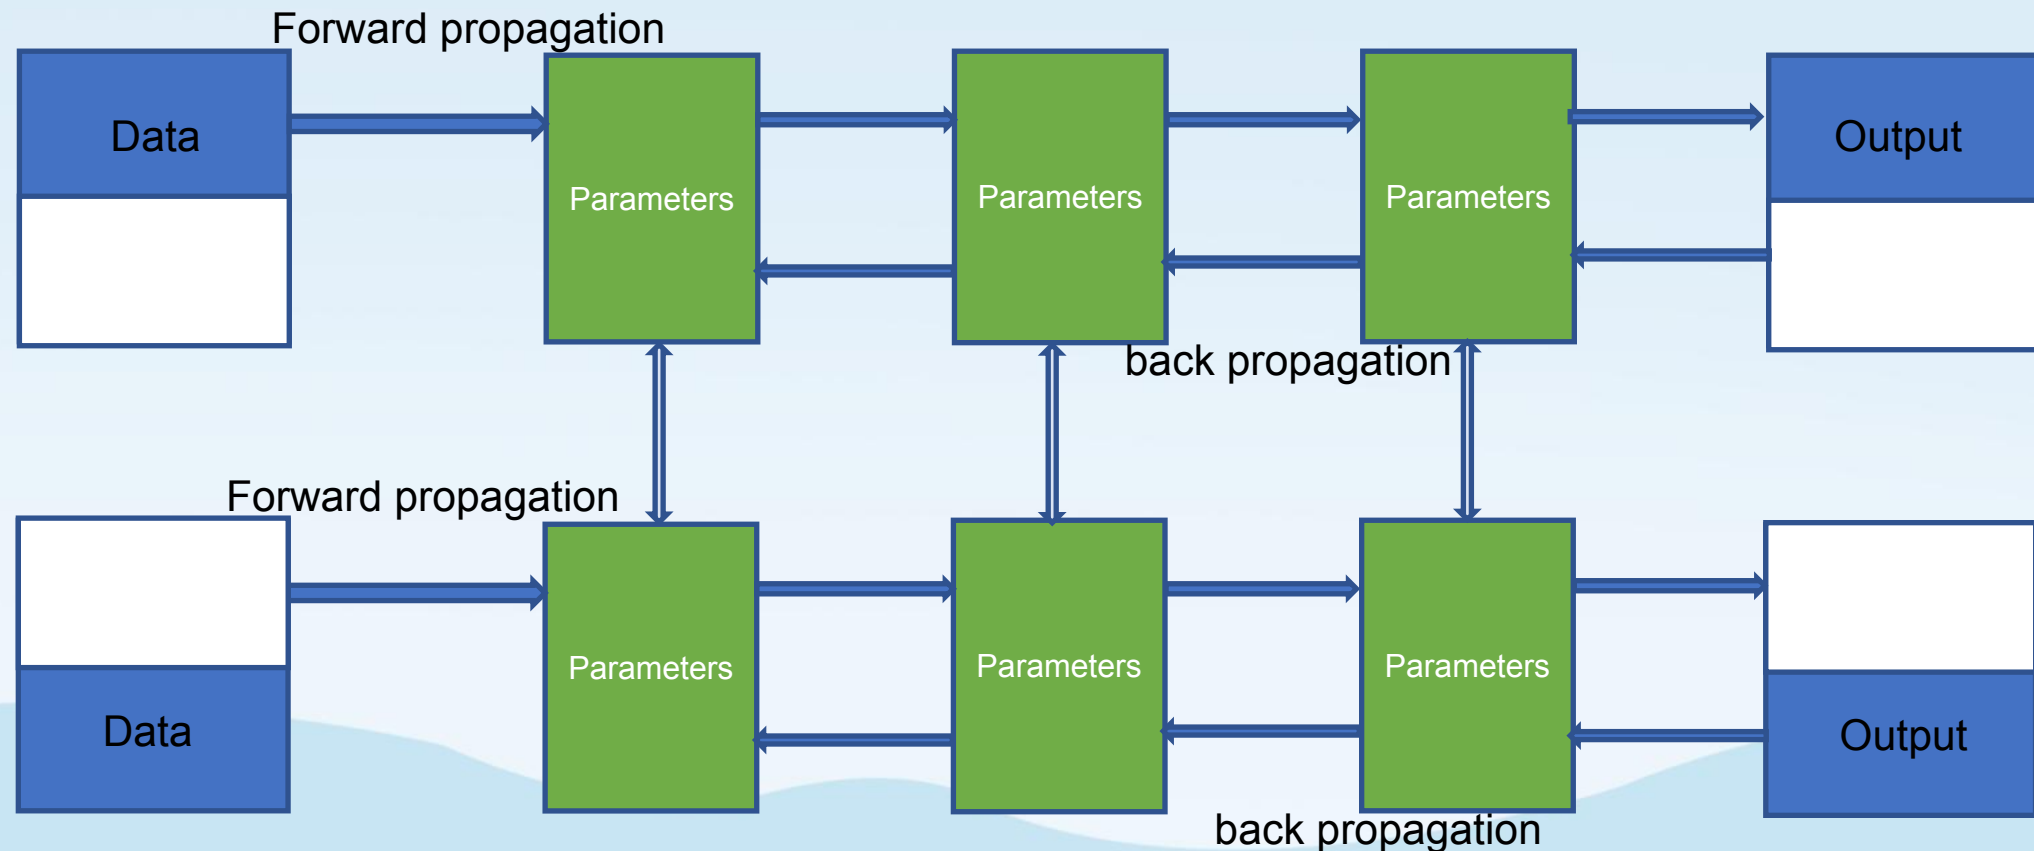 Forward propagation
Data
Parameters
Parameters
Parameters
Output
back propagation
Forward propagation
Parameters
Parameters
Parameters
Data
Output
back propagation